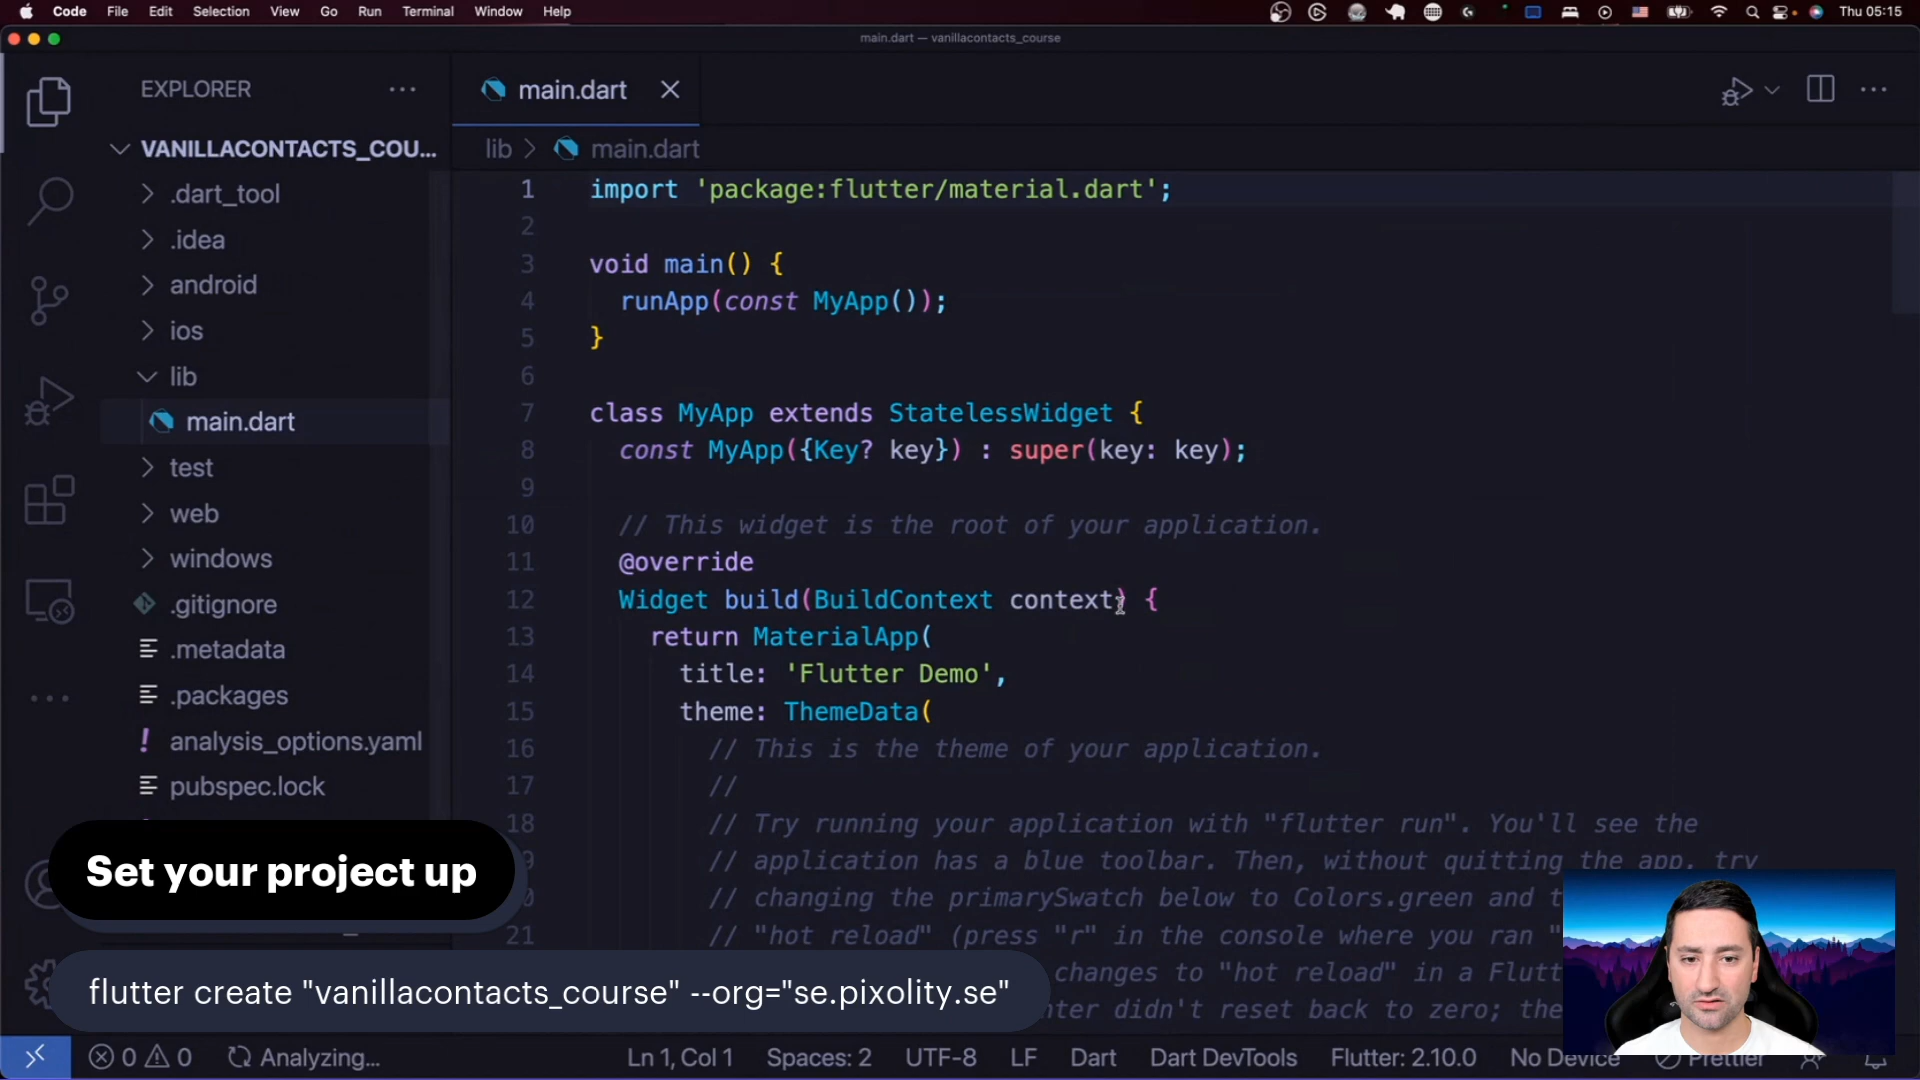 Code File Edit Selection View Go Run Terminal Window Help Thu 05:15
main.dart — vanillacontacts_course
EXPLORER
main.dart
VANILLACONTACTS_COU...
lib > main.dart
.dart_tool
.idea
android
ios
lib
main.dart
test
web
windows
.gitignore
.metadata
.packages
analysis_options.yaml
pubspec.lock
1 import 'package:flutter/material.dart';
2
3 void main() {
4 runApp(const MyApp());
5 }
6
7 class MyApp extends StatelessWidget {
8 const MyApp({Key? key}) : super(key: key);
9
10 // This widget is the root of your application.
11 @override
12 Widget build(BuildContext context) {
13 return MaterialApp(
14 title: 'Flutter Demo',
15 theme: ThemeData(
16 // This is the theme of your application.
17 //
18 // Try running your application with "flutter run". You'll see the
9 // application has a blue toolbar. Then, without quitting the app, try
0 // changing the primarySwatch below to Colors.green and t
21 // "hot reload" (press "r" in the console where you ran "
changes to "hot reload" in a Flutt
nter didn't reset back to zero; the
Set your project up
flutter create "vanillacontacts_course" --org="se.pixolity.se"
0 0 Analyzing... Ln 1, Col 1 Spaces: 2 UTF-8 LF Dart Dart DevTools Flutter: 2.10.0 No Device Prettier